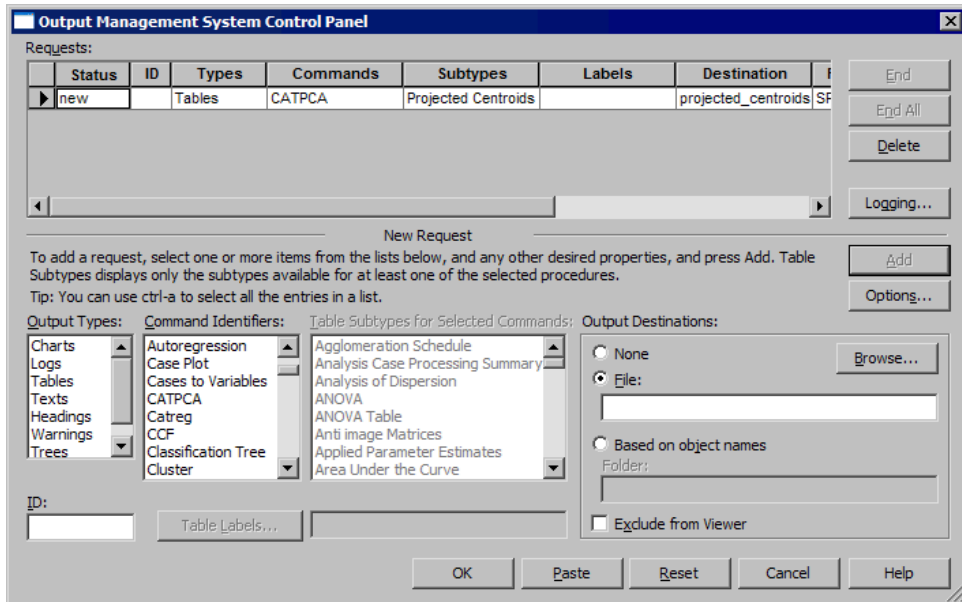 Output Management System Control Panel
Requests:
Status ID Types Commands Subtypes Labels Destination
new Tables CATPCA Projected Centroids projected_centroids
End
End All
Delete
Logging...
New Request
To add a request, select one or more items from the lists below, and any other desired properties, and press Add. Table
Subtypes displays only the subtypes available for at least one of the selected procedures.
Tip: You can use ctrl-a to select all the entries in a list.
Add
Options...
Output Types:
Charts
Logs
Tables
Texts
Headings
Warnings
Trees
Command Identifiers:
Autoregression
Case Plot
Cases to Variables
CATPCA
Catreg
CCF
Classification Tree
Cluster
Table Subtypes for Selected Commands:
Agglomeration Schedule
Analysis Case Processing Summary
Analysis of Dispersion
ANOVA
ANOVA Table
Anti image Matrices
Applied Parameter Estimates
Area Under the Curve
Output Destinations:
None
Browse...
File:
Based on object names
Folder:
Exclude from Viewer
ID:
Table Labels...
OK Paste Reset Cancel Help